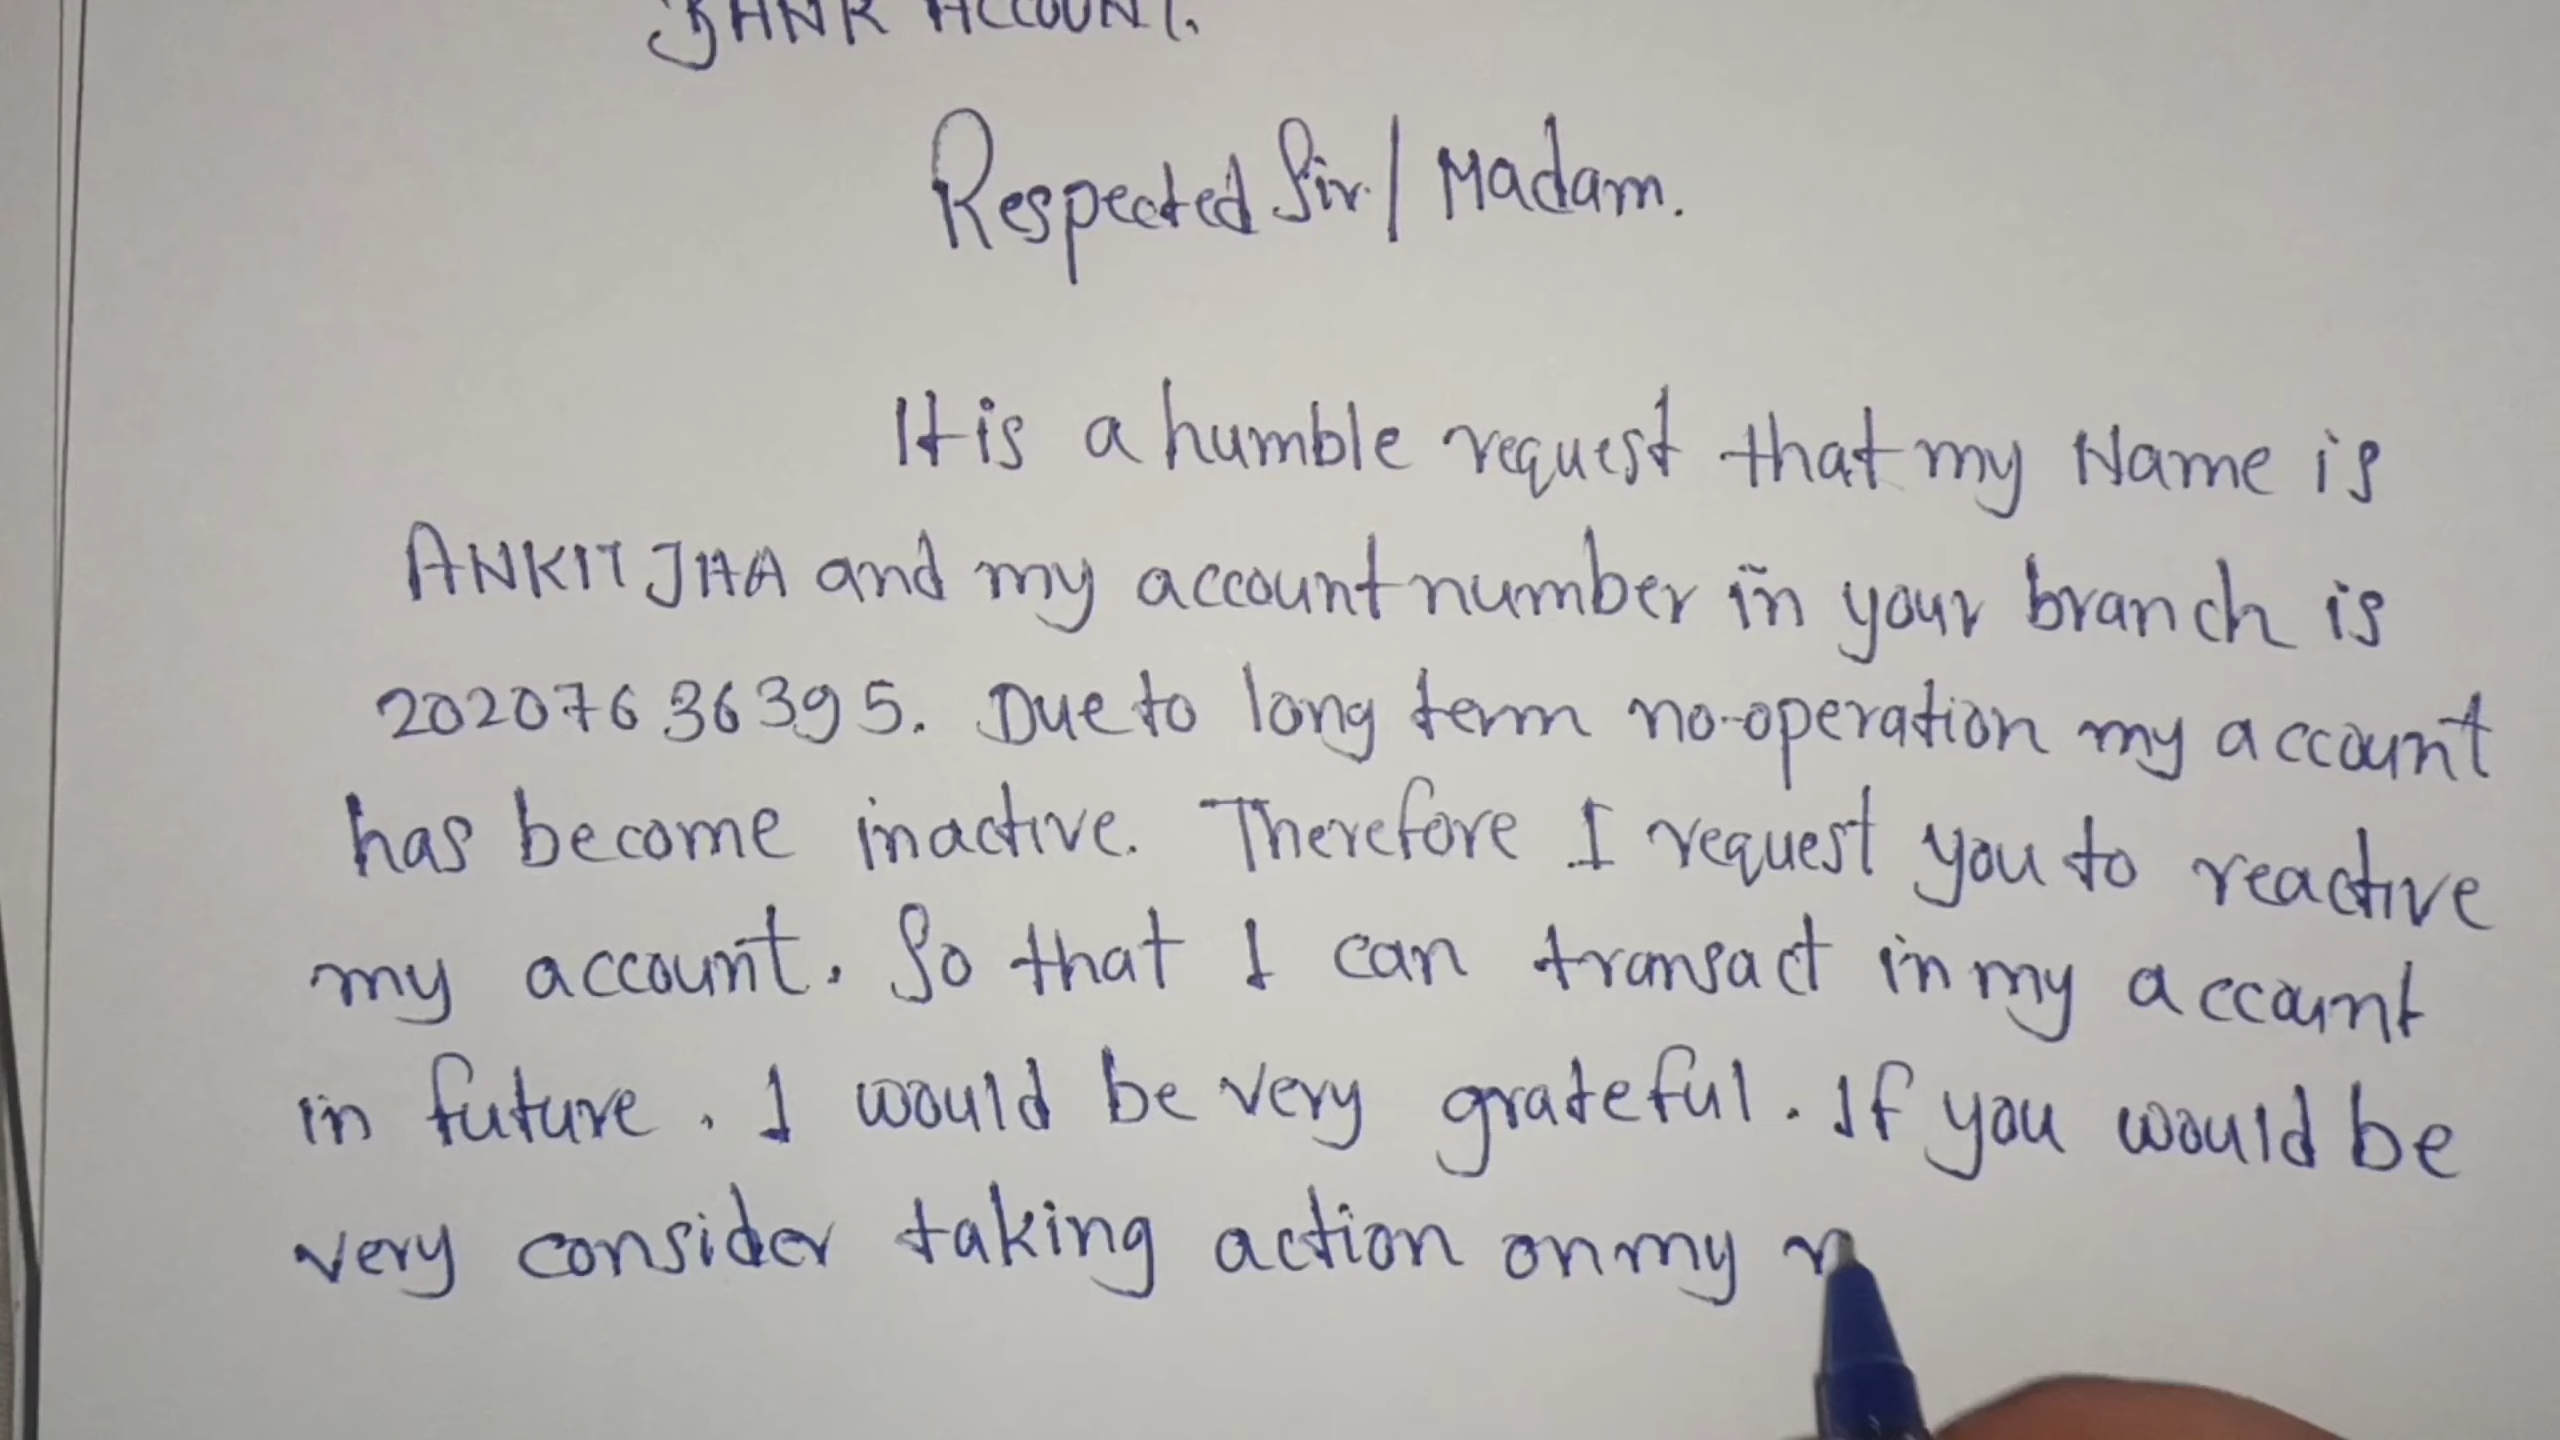 BANK ACCOUNT.
Respected Sir/Madam.
It is a humble request that my Name is
ANKIT JHA and my account number in your branch is
20207636395. Due to long term no-operation my account
has become inactive. Therefore I request you to reactive
my account. So that I can transact in my account
in future. I would be very grateful. If you would be
very consider taking action on my